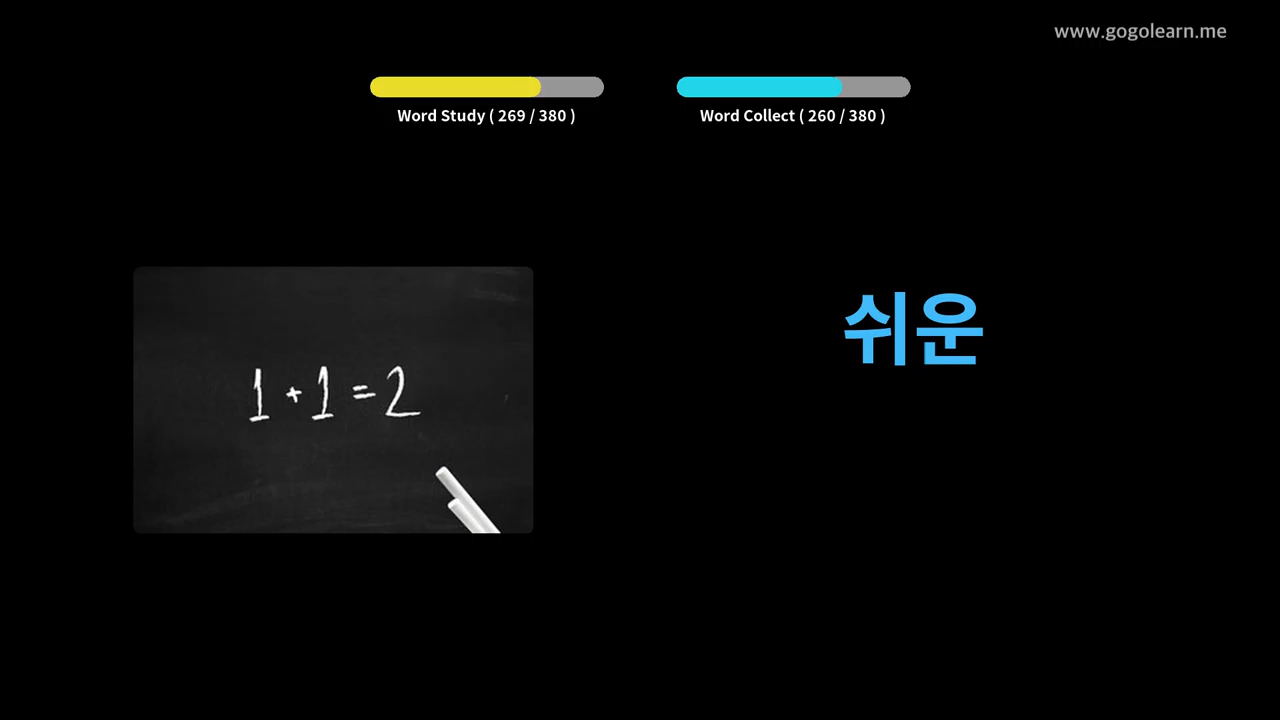 www.gogolearn.me
Word Study ( 269 / 380 )
Word Collect ( 260 / 380 )
1 + 1 = 2
쉬운